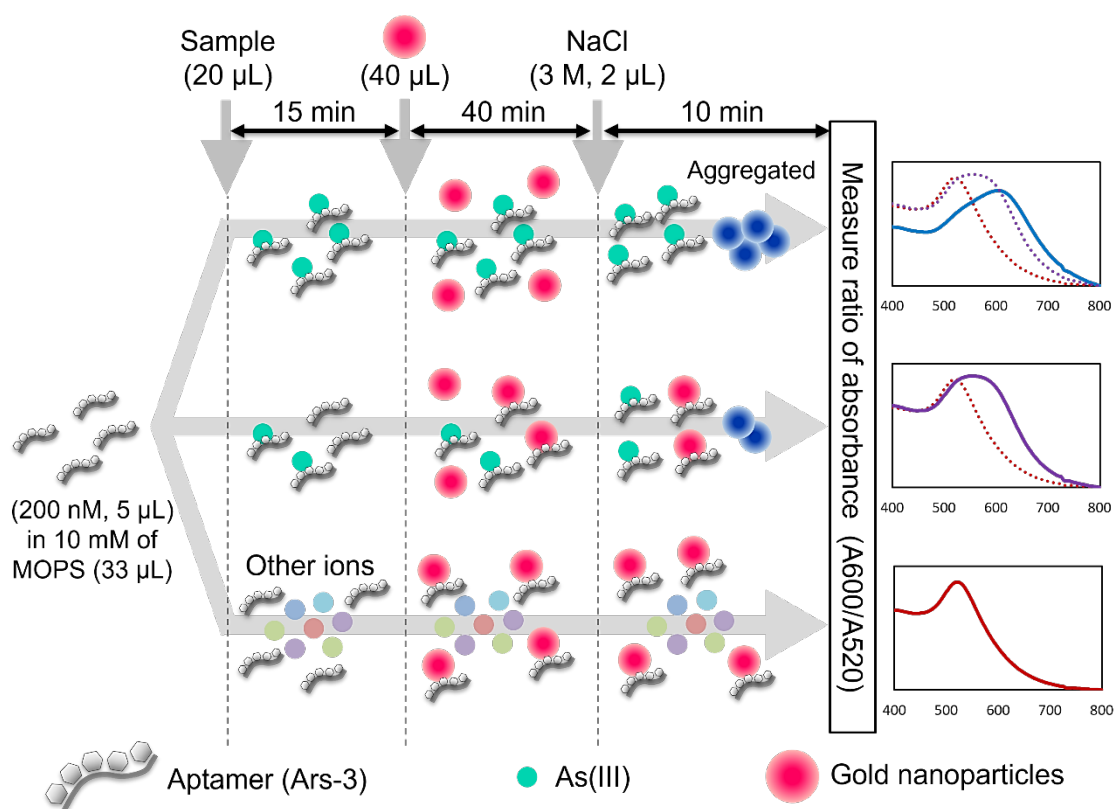 Sample
(20 µL)
(40 µL)
NaCl
(3 M, 2 µL)
15 min
40 min
10 min
Aggregated
Measure ratio of absorbance (A600/A520)
400 500 600 700 800
400 500 600 700 800
400 500 600 700 800
(200 nM, 5 µL)
in 10 mM of
MOPS (33 µL)
Other ions
Aptamer (Ars-3)
As(III)
Gold nanoparticles